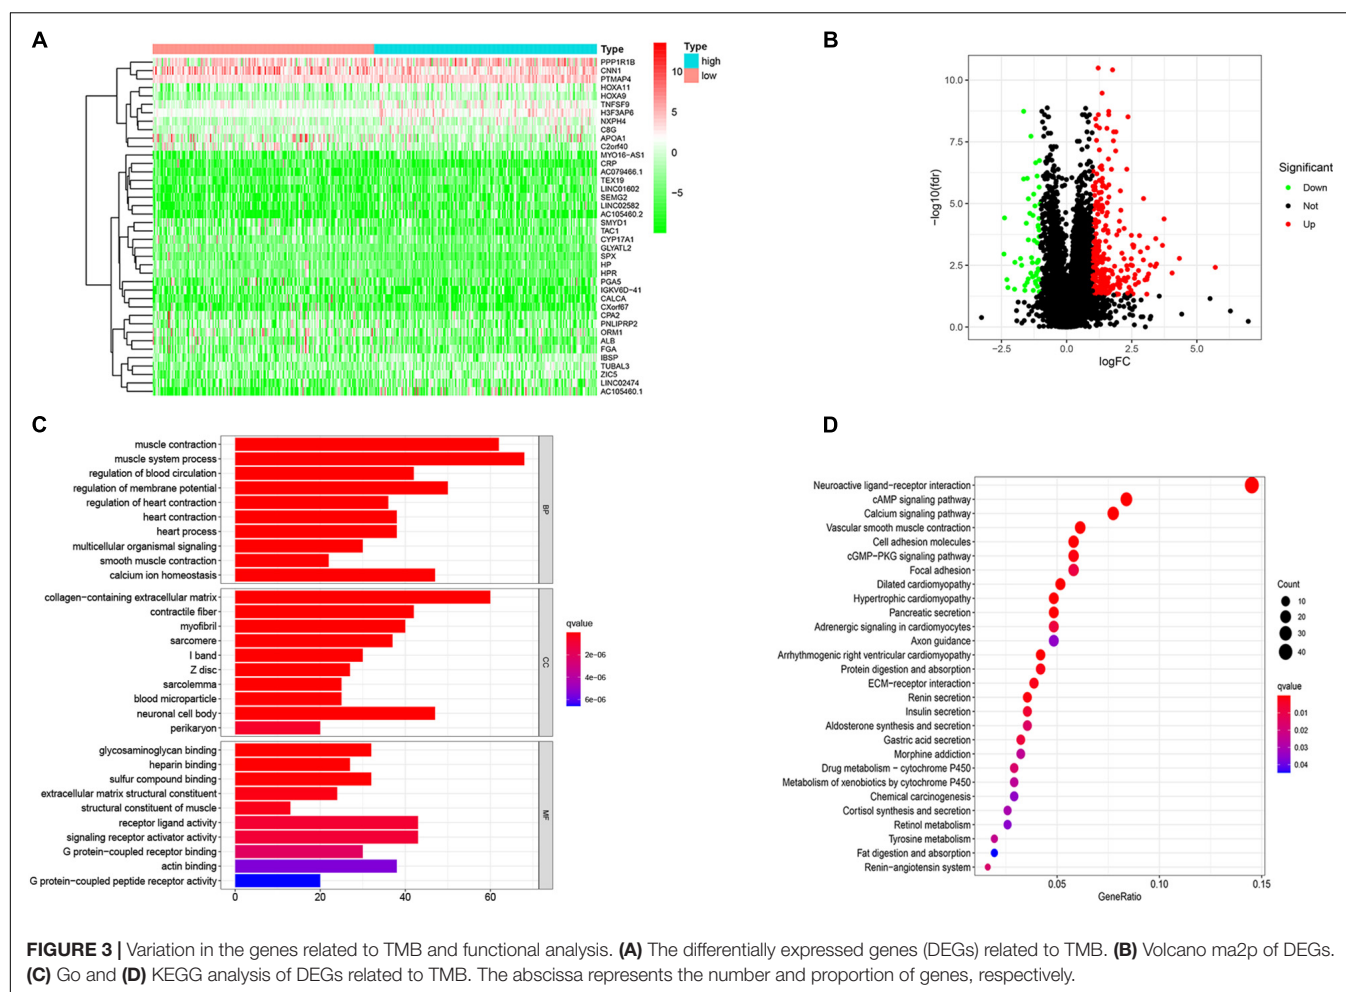 A
Type
PPP1R1B
CNN1
PTMAP4
HOXA11
HOXA9
TNFSF9
H3F3AP6
NXPH4
C8G
APOA1
C2orf40
MYO16-AS1
CRP
AC079466.1
TEX19
LINC01602
SEMG2
LINC02582
AC105460.2
SMYD1
TAC1
CYP17A1
GLYATL2
SPX
HP
HPR
PGA5
IGKV6D-41
CALCA
CXorf67
CPA2
PNLIPRP2
ORM1
ALB
FGA
IBSP
TUBAL3
ZIC5
LINC02474
AC105460.1
10
5
0
−5
Type
high
low
B
−log10(fdr)
10.0
7.5
5.0
2.5
0.0
−2.5 0.0 2.5 5.0
logFC
Significant
Down
Not
Up
C
muscle contraction
muscle system process
regulation of blood circulation
regulation of membrane potential
regulation of heart contraction
heart contraction
heart process
multicellular organismal signaling
smooth muscle contraction
calcium ion homeostasis
BP
collagen−containing extracellular matrix
contractile fiber
myofibril
sarcomere
I band
Z disc
sarcolemma
blood microparticle
neuronal cell body
perikaryon
CC
glycosaminoglycan binding
heparin binding
sulfur compound binding
extracellular matrix structural constituent
structural constituent of muscle
receptor ligand activity
signaling receptor activator activity
G protein−coupled receptor binding
actin binding
G protein−coupled peptide receptor activity
MF
0 20 40 60
qvalue
2e−06
4e−06
6e−06
D
Neuroactive ligand−receptor interaction
cAMP signaling pathway
Calcium signaling pathway
Vascular smooth muscle contraction
Cell adhesion molecules
cGMP−PKG signaling pathway
Focal adhesion
Dilated cardiomyopathy
Hypertrophic cardiomyopathy
Pancreatic secretion
Adrenergic signaling in cardiomyocytes
Axon guidance
Arrhythmogenic right ventricular cardiomyopathy
Protein digestion and absorption
ECM−receptor interaction
Renin secretion
Insulin secretion
Aldosterone synthesis and secretion
Gastric acid secretion
Morphine addiction
Drug metabolism − cytochrome P450
Metabolism of xenobiotics by cytochrome P450
Chemical carcinogenesis
Cortisol synthesis and secretion
Retinol metabolism
Tyrosine metabolism
Fat digestion and absorption
Renin−angiotensin system
0.05 0.10 0.15
GeneRatio
Count
10
20
30
40
qvalue
0.01
0.02
0.03
0.04
FIGURE 3 | Variation in the genes related to TMB and functional analysis. (A) The differentially expressed genes (DEGs) related to TMB. (B) Volcano ma2p of DEGs.
(C) Go and (D) KEGG analysis of DEGs related to TMB. The abscissa represents the number and proportion of genes, respectively.